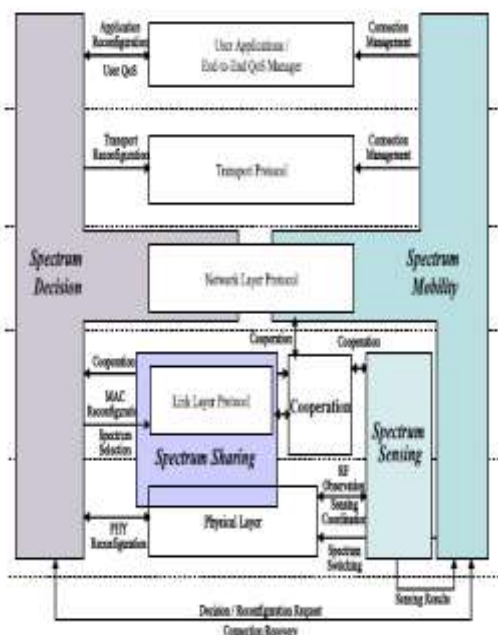 Application
Reconfiguration
User QoS
User Applications /
End-to-End QoS Manager
Connection
Management
Transport
Reconfiguration
Transport Protocol
Connection
Management
Spectrum
Decision
Network Layer Protocol
Spectrum
Mobility
Cooperation
Cooperation
Cooperation
MAC
Reconfiguratio
Spectrum
Selection
Link Layer Protocol
Cooperation
Spectrum
Sensing
Spectrum Sharing
RF
Observation
Sensing
Coordinatio
PHY
Reconfiguration
Physical Layer
Spectrum
Switching
Sensing Results
Decision / Reconfiguration Request
Connection Recovery